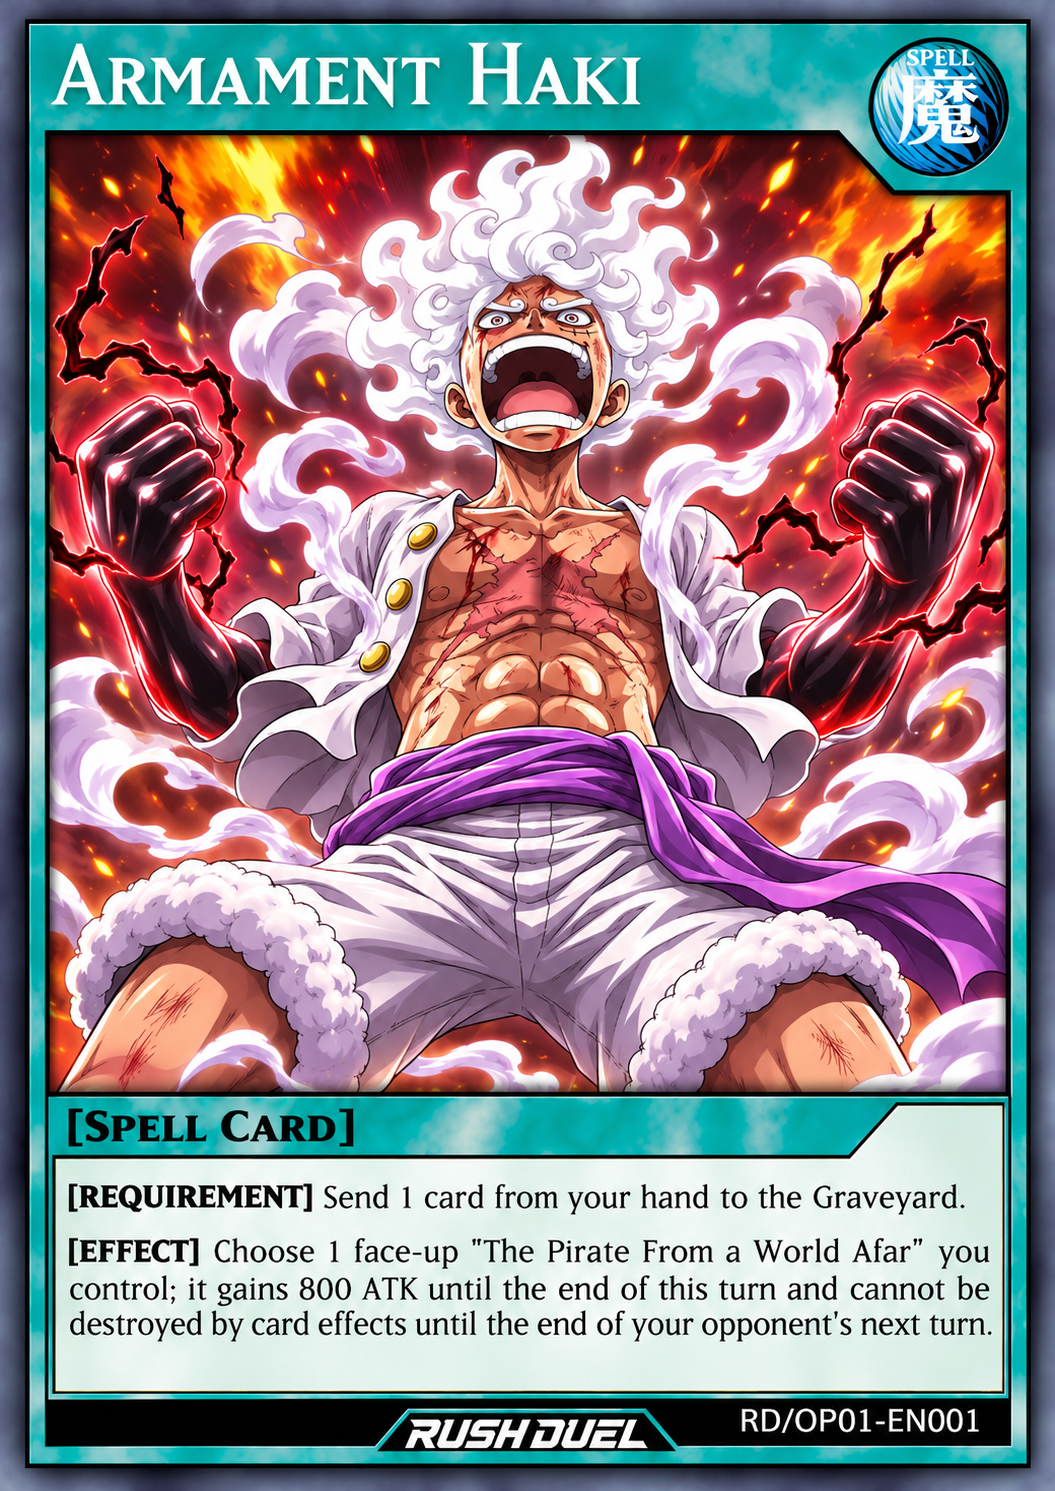 Armament Haki
SPELL
魔
[Spell Card]
[REQUIREMENT] Send 1 card from your hand to the Graveyard.
[EFFECT] Choose 1 face-up "The Pirate From a World Afar" you
control; it gains 800 ATK until the end of this turn and cannot be
destroyed by card effects until the end of your opponent's next turn.
RUSH DUEL
RD/OP01-EN001